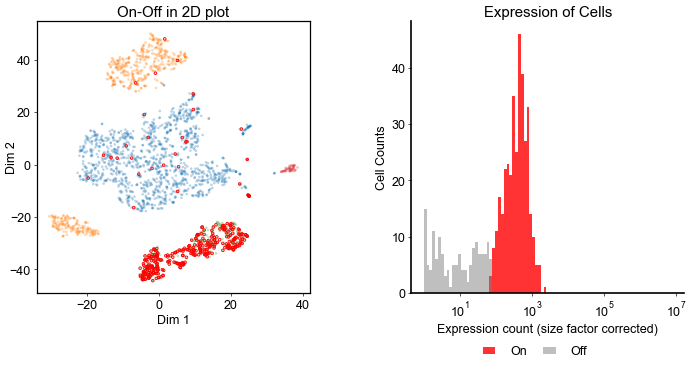 On-Off in 2D plot
Expression of Cells
Dim 2
40
20
0
−20
−40
−20
0
20
40
Dim 1
Cell Counts
40
30
20
10
0
10^1
10^3
10^5
10^7
Expression count (size factor corrected)
On
Off